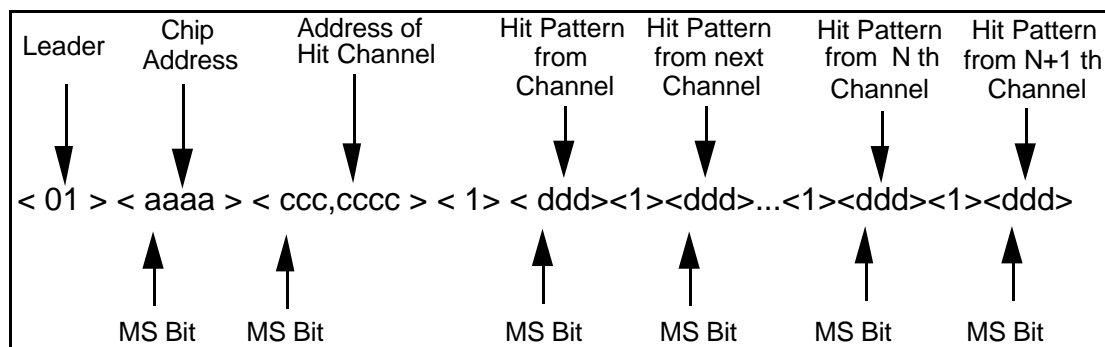 Leader
Chip
Address
Address of
Hit Channel
Hit Pattern
from
Channel
Hit Pattern
from next
Channel
Hit Pattern
from N th
Channel
Hit Pattern
from N+1 th
Channel
< 01 > < aaaa > < ccc,cccc > < 1> < ddd><1><ddd>...<1><ddd><1><ddd>
MS Bit MS Bit MS Bit MS Bit MS Bit MS Bit